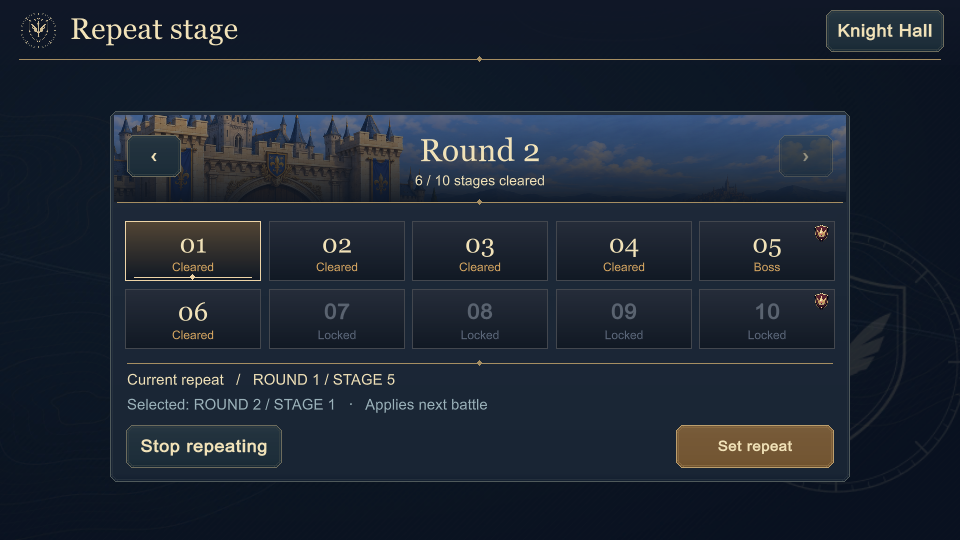 Repeat stage
Knight Hall
‹
Round 2
›
6 / 10 stages cleared
01
Cleared
02
Cleared
03
Cleared
04
Cleared
05
Boss
06
Cleared
07
Locked
08
Locked
09
Locked
10
Locked
Current repeat / ROUND 1 / STAGE 5
Selected: ROUND 2 / STAGE 1 · Applies next battle
Stop repeating
Set repeat